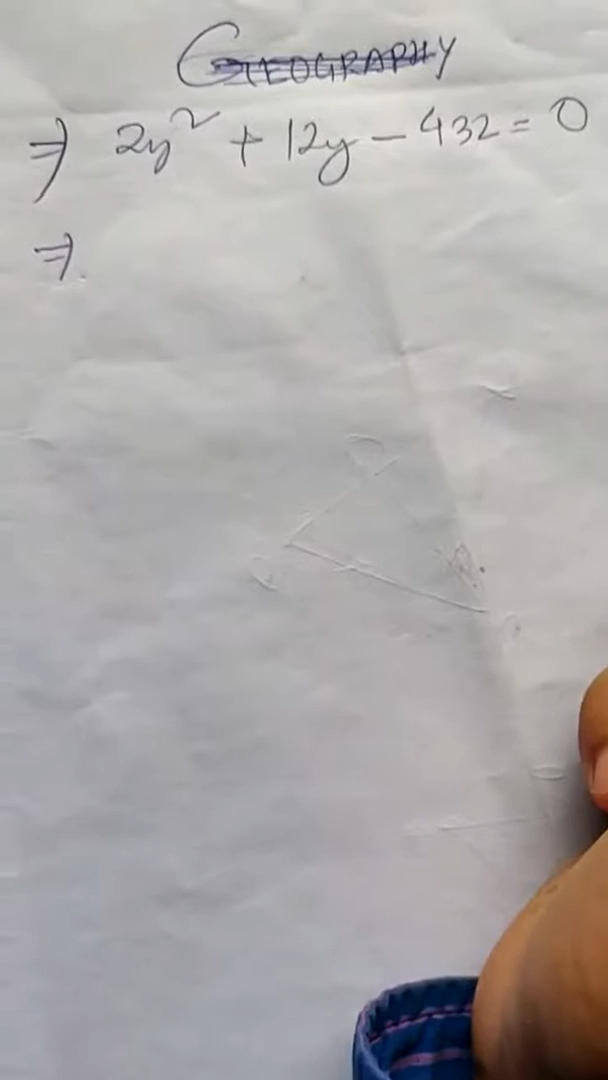 GEOGRAPHY
⇒ 2y² + 12y - 432 = 0
⇒